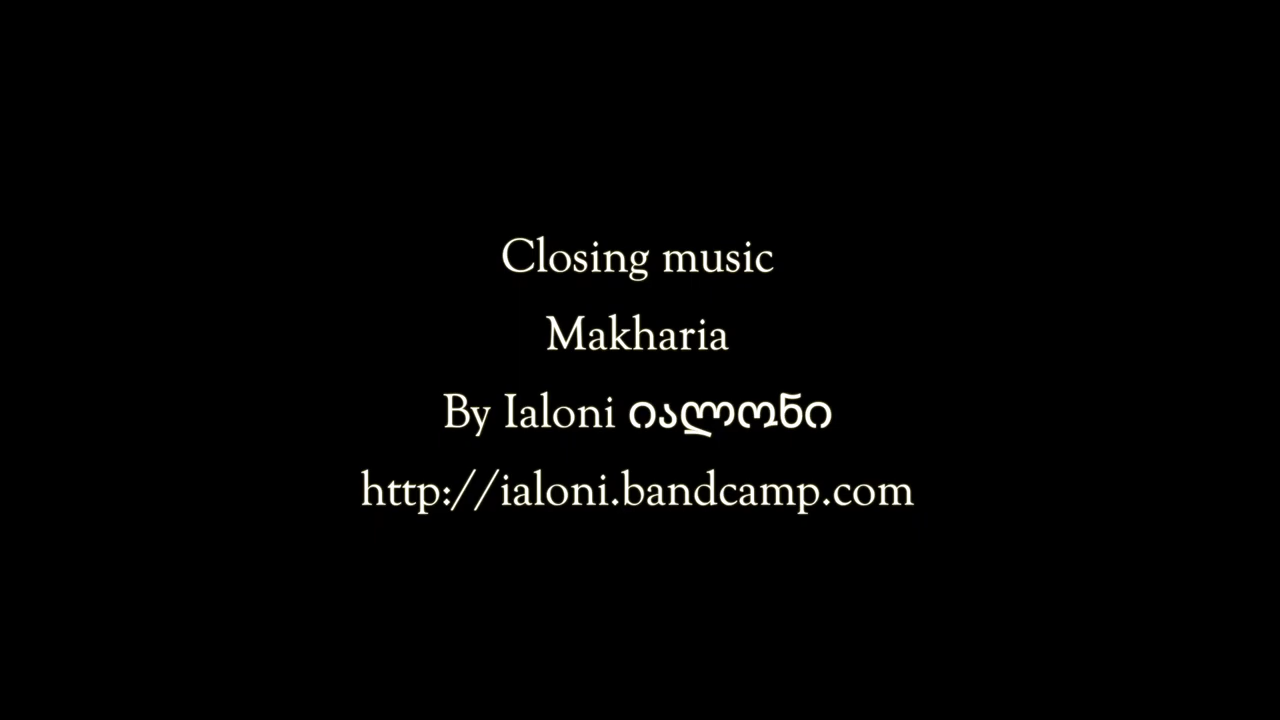 Closing music
Makharia
By Ialoni იალონი
http://ialoni.bandcamp.com